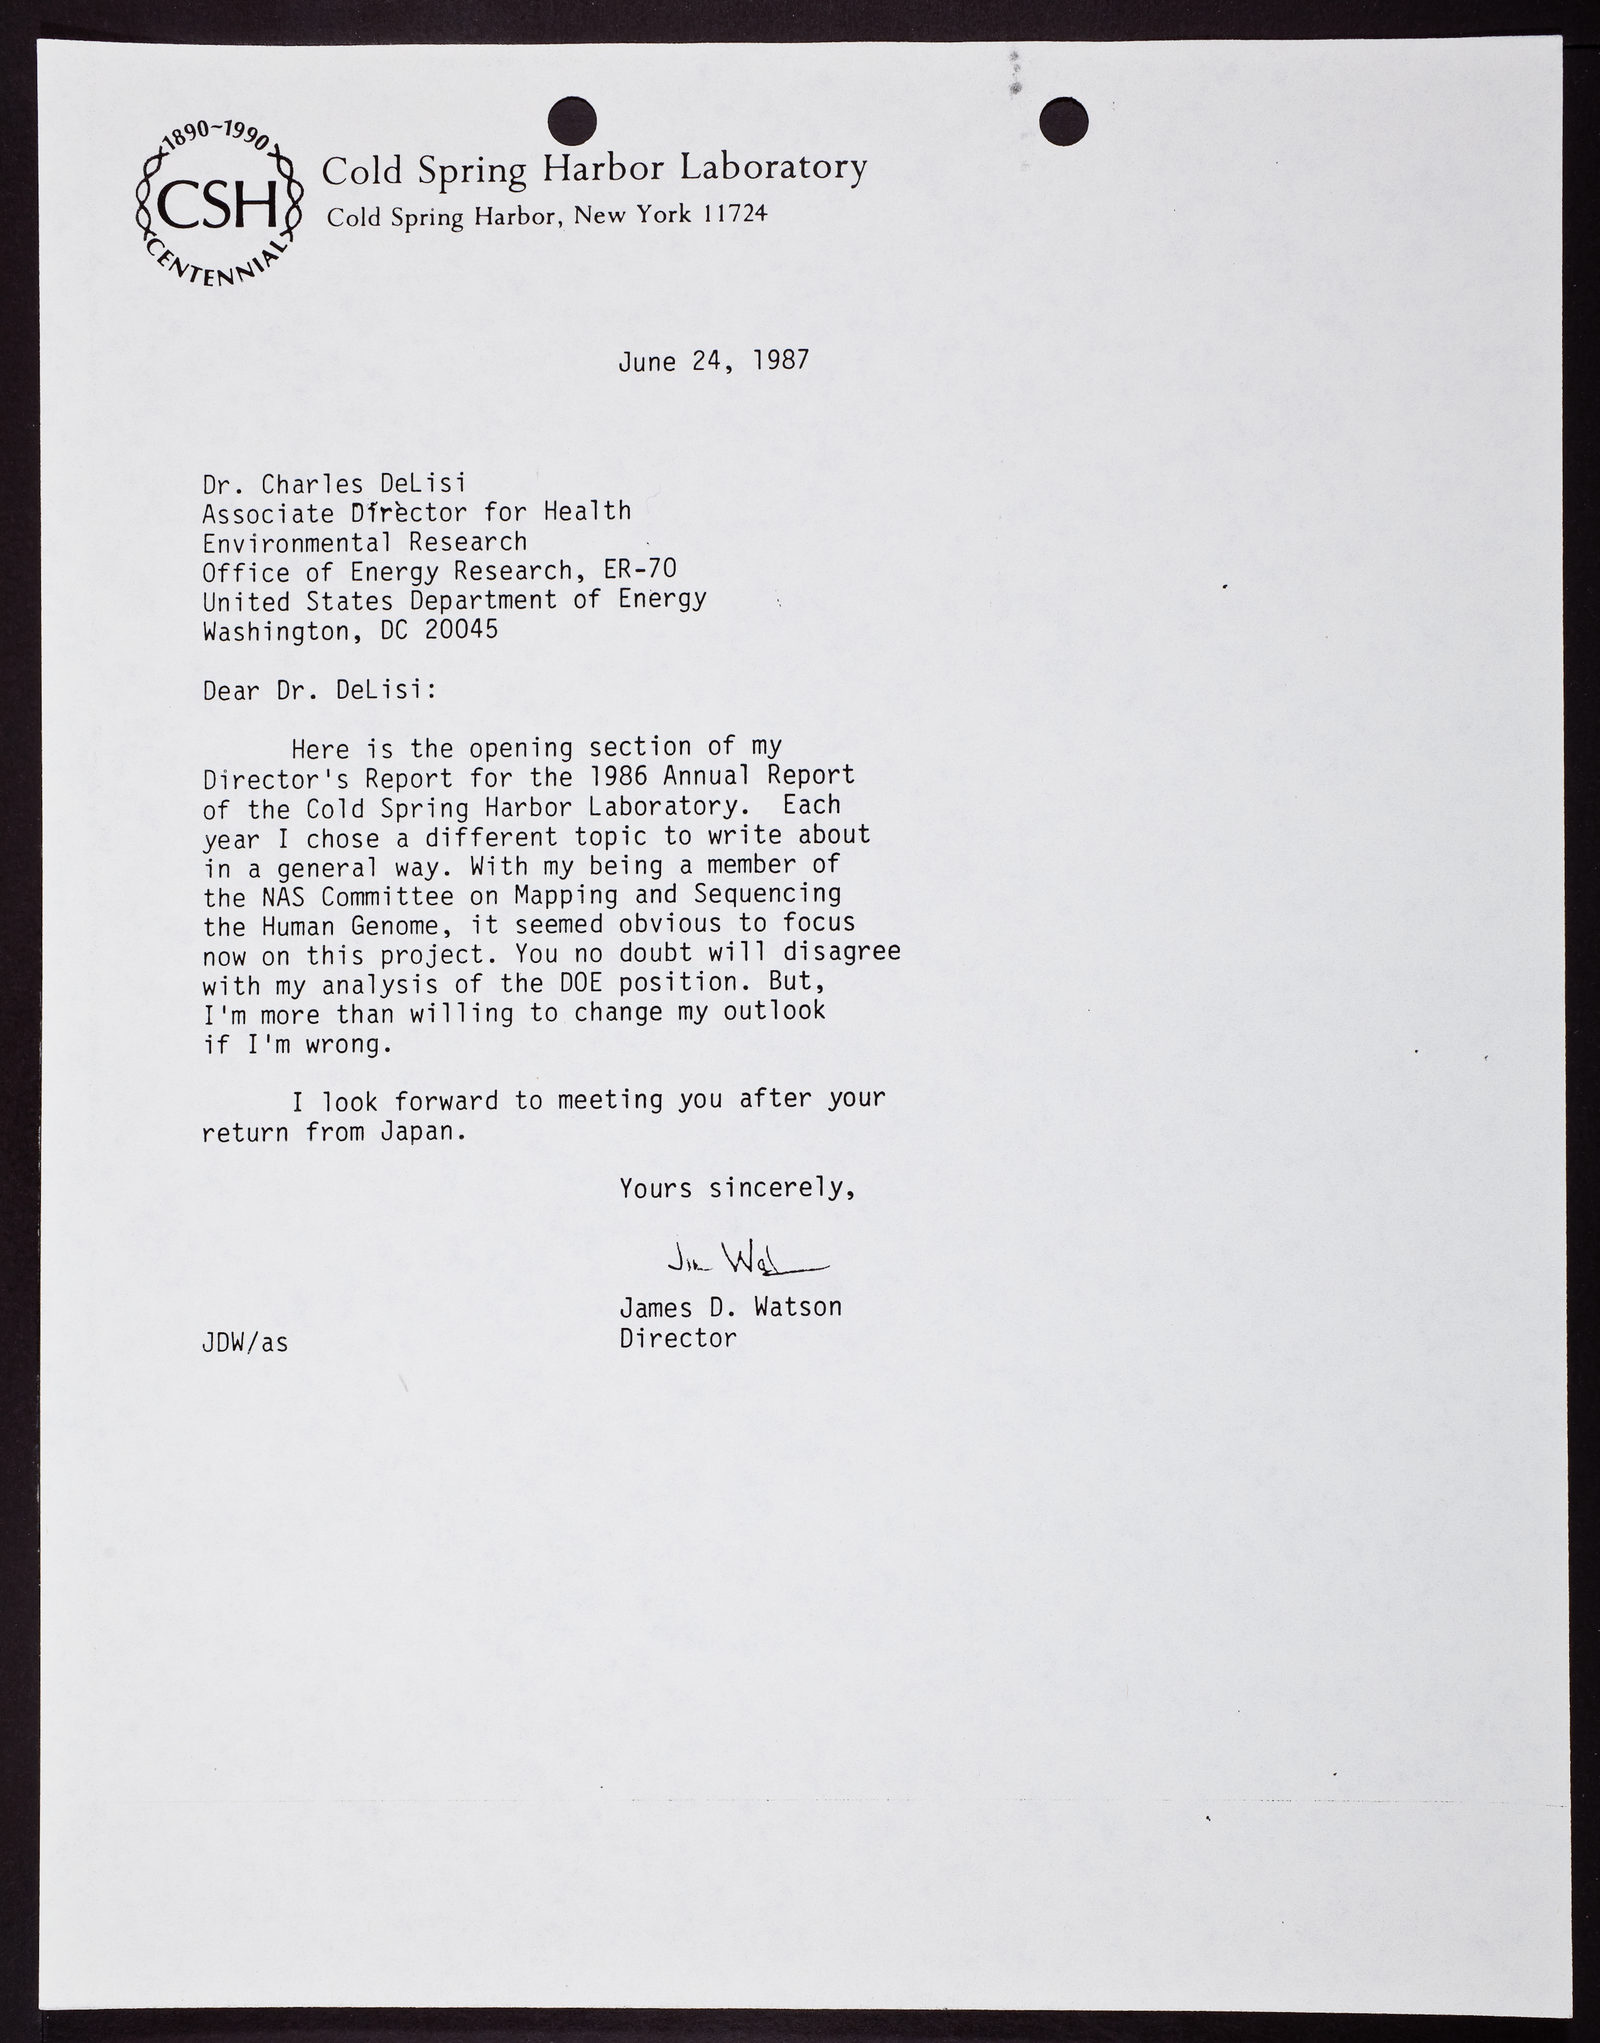 1890~1990
CSH
CENTENNIAL
Cold Spring Harbor Laboratory
Cold Spring Harbor, New York 11724
June 24, 1987
Dr. Charles DeLisi
Associate Director for Health
Environmental Research
Office of Energy Research, ER-70
United States Department of Energy
Washington, DC 20045
Dear Dr. DeLisi:
Here is the opening section of my
Director's Report for the 1986 Annual Report
of the Cold Spring Harbor Laboratory. Each
year I chose a different topic to write about
in a general way. With my being a member of
the NAS Committee on Mapping and Sequencing
the Human Genome, it seemed obvious to focus
now on this project. You no doubt will disagree
with my analysis of the DOE position. But,
I'm more than willing to change my outlook
if I'm wrong.
I look forward to meeting you after your
return from Japan.
Yours sincerely,
Jim Watson
James D. Watson
JDW/as Director